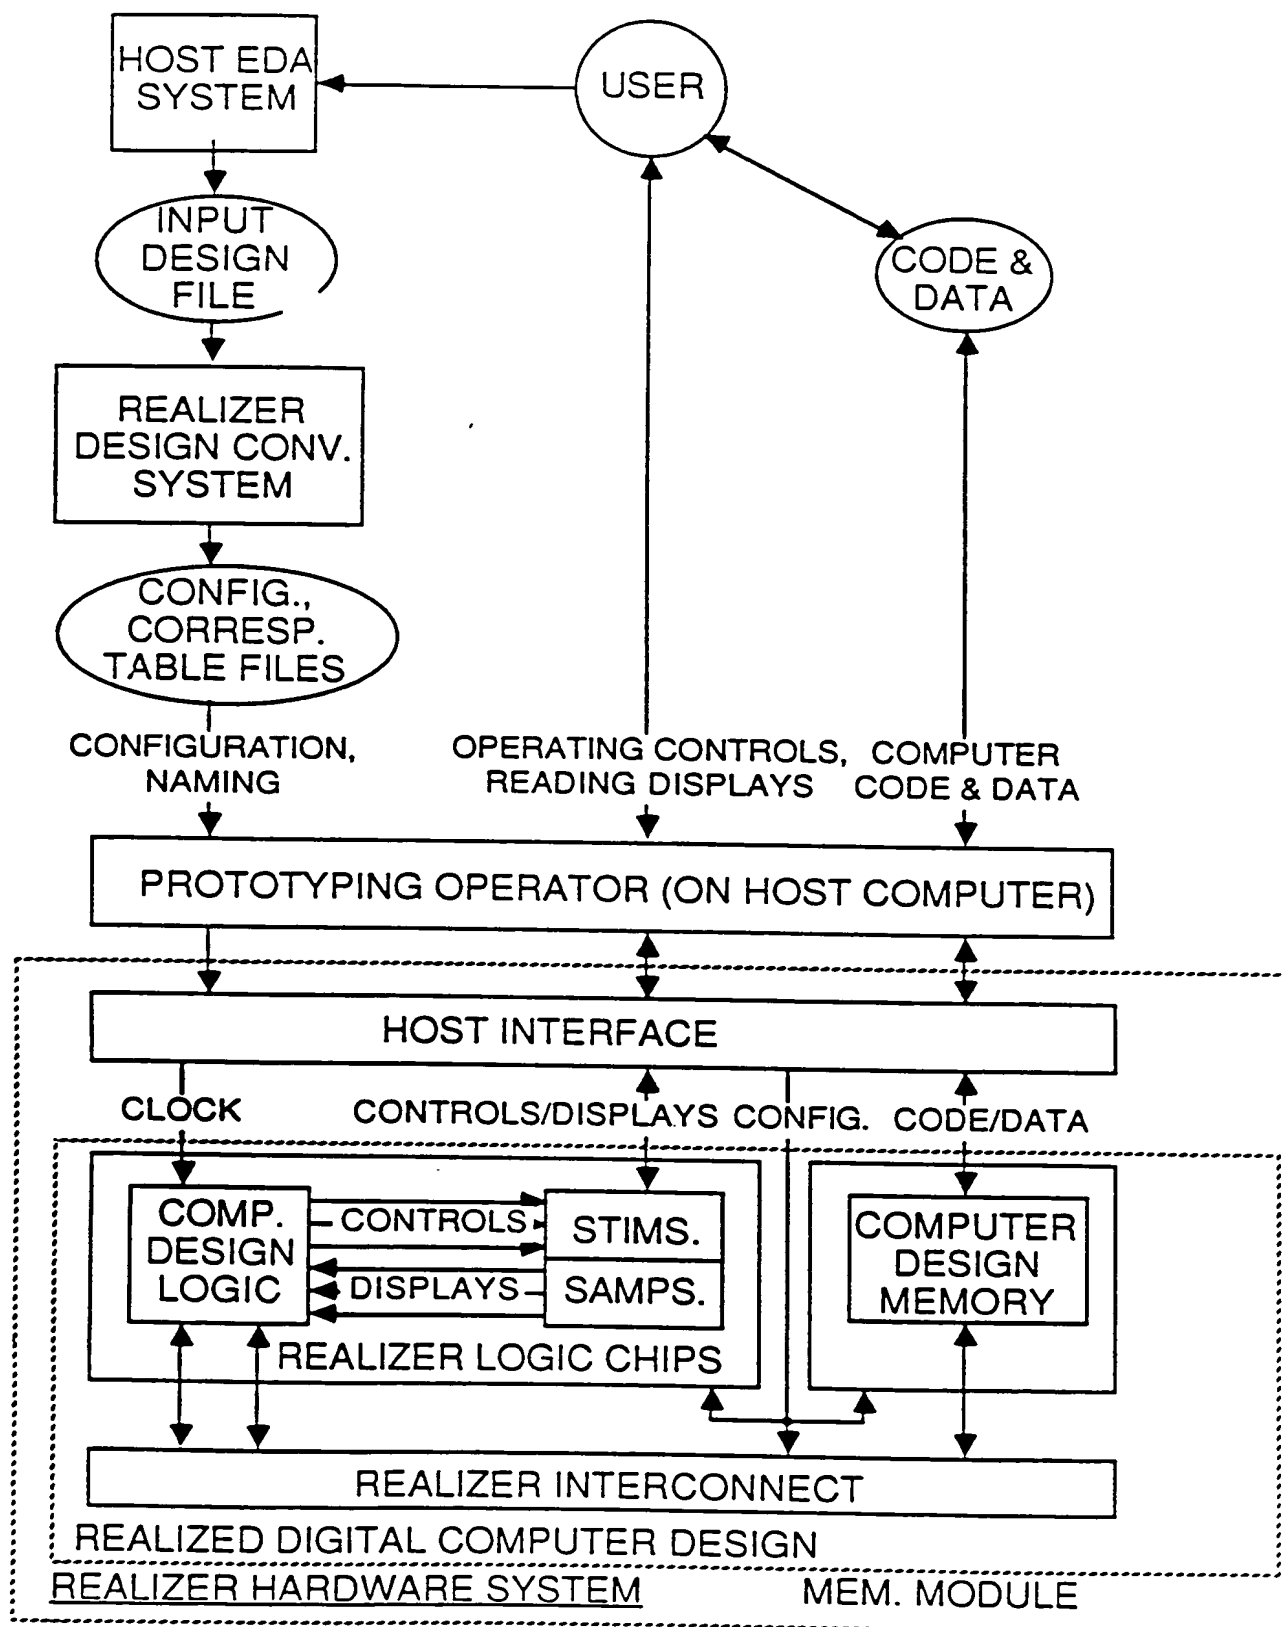 HOST EDA
SYSTEM
USER
INPUT
DESIGN
FILE
CODE &
DATA
REALIZER
DESIGN CONV.
SYSTEM
CONFIG.,
CORRESP.
TABLE FILES
CONFIGURATION,
NAMING
OPERATING CONTROLS,
READING DISPLAYS
COMPUTER
CODE & DATA
PROTOTYPING OPERATOR (ON HOST COMPUTER)
HOST INTERFACE
CLOCK
CONTROLS/DISPLAYS
CONFIG.
CODE/DATA
COMP.
DESIGN
LOGIC
CONTROLS
DISPLAYS
STIMS.
SAMPS.
REALIZER LOGIC CHIPS
COMPUTER
DESIGN
MEMORY
REALIZER INTERCONNECT
REALIZED DIGITAL COMPUTER DESIGN
REALIZER HARDWARE SYSTEM
MEM. MODULE